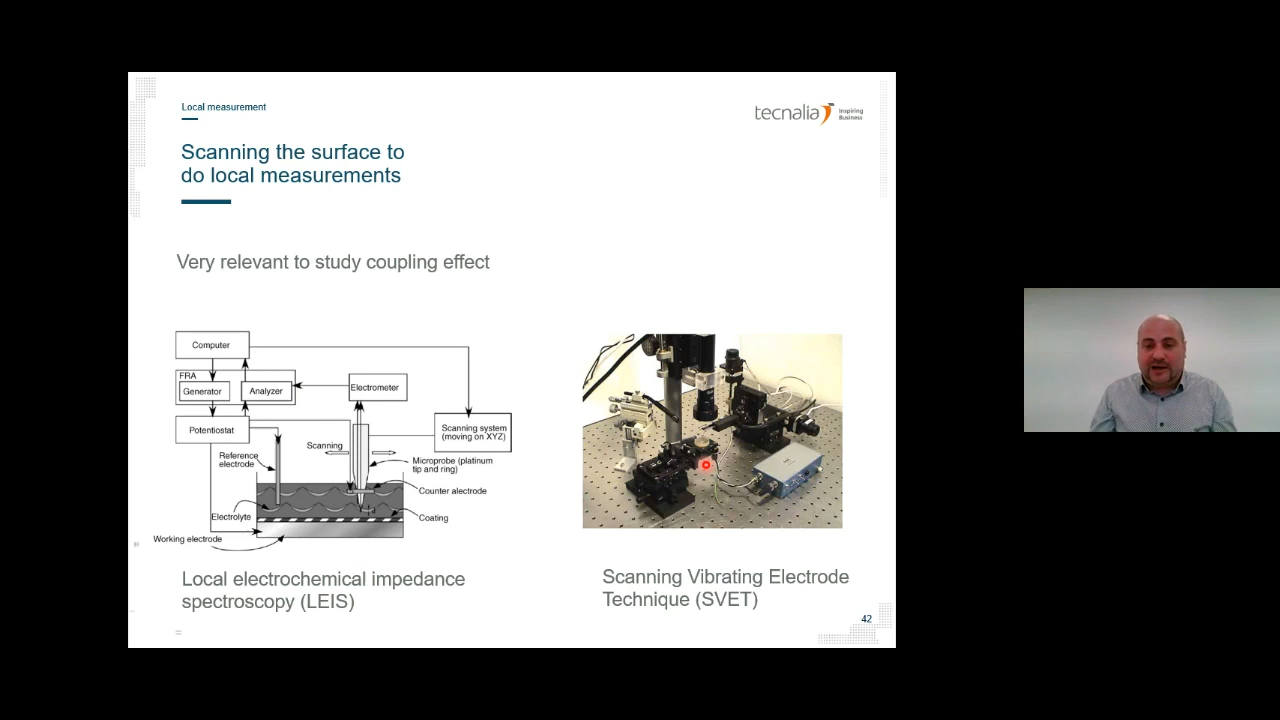 Local measurement
tecnalia
Inspiring
Business
Scanning the surface to
do local measurements
Very relevant to study coupling effect
Computer
FRA
Generator
Analyzer
Electrometer
Potentiostat
Scanning system
(moving on XYZ)
Scanning
Reference
electrode
Microprobe (platinum
tip and ring)
Counter alectrode
Electrolyte
Coating
Working electrode
Local electrochemical impedance
spectroscopy (LEIS)
Scanning Vibrating Electrode
Technique (SVET)
42